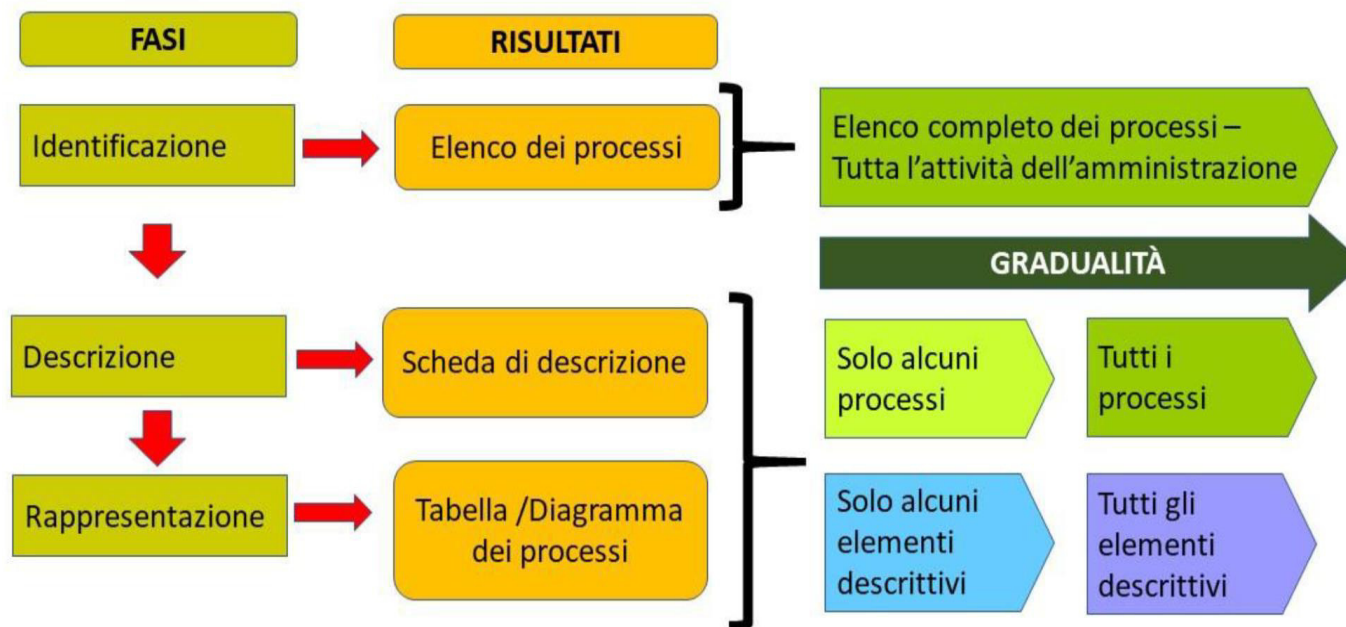 FASI
RISULTATI
Identificazione
Elenco dei processi
Elenco completo dei processi –
Tutta l'attività dell'amministrazione
GRADUALITÀ
Descrizione
Scheda di descrizione
Solo alcuni
processi
Tutti i
processi
Rappresentazione
Tabella /Diagramma
dei processi
Solo alcuni
elementi
descrittivi
Tutti gli
elementi
descrittivi